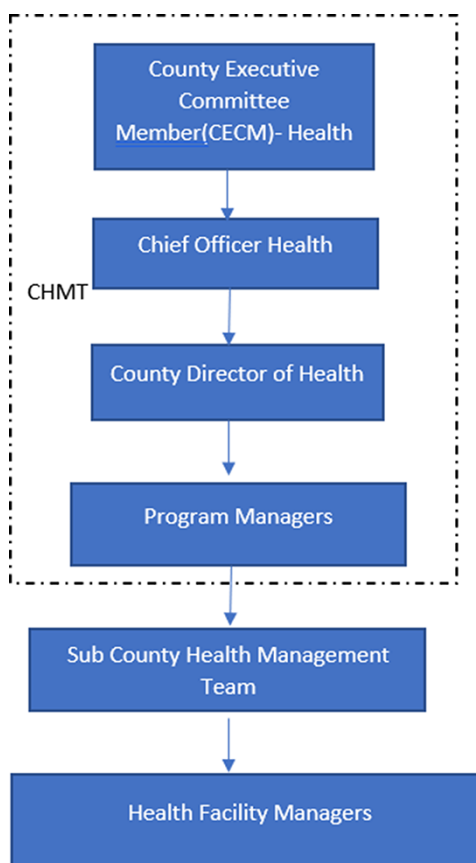 County Executive
Committee
Member(CECM)- Health
Chief Officer Health
CHMT
County Director of Health
Program Managers
Sub County Health Management
Team
Health Facility Managers